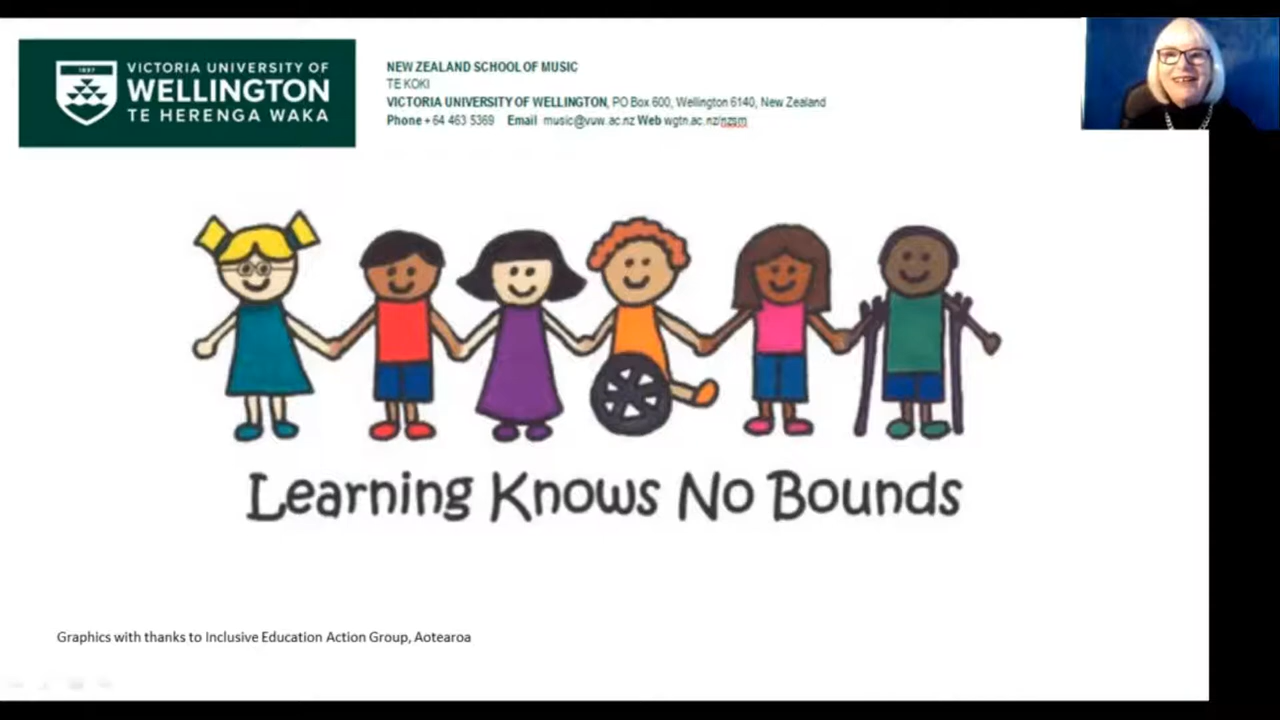 1897
VICTORIA UNIVERSITY OF
WELLINGTON
TE HERENGA WAKA
NEW ZEALAND SCHOOL OF MUSIC
TE KOKI
VICTORIA UNIVERSITY OF WELLINGTON, PO Box 600, Wellington 6140, New Zealand
Phone + 64 463 5369 Email music@vuw.ac.nz Web wgtn.ac.nz/nzsm
Learning Knows No Bounds
Graphics with thanks to Inclusive Education Action Group, Aotearoa